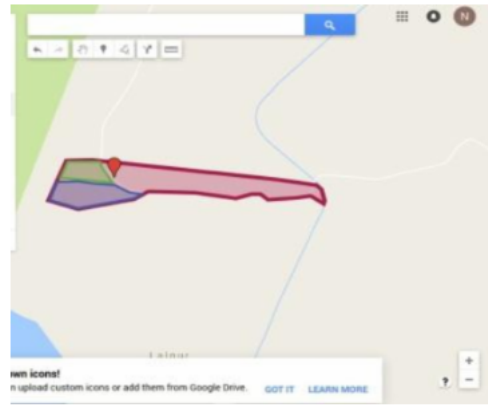 N
own icons!
n upload custom icons or add them from Google Drive. GOT IT LEARN MORE
+
?
−